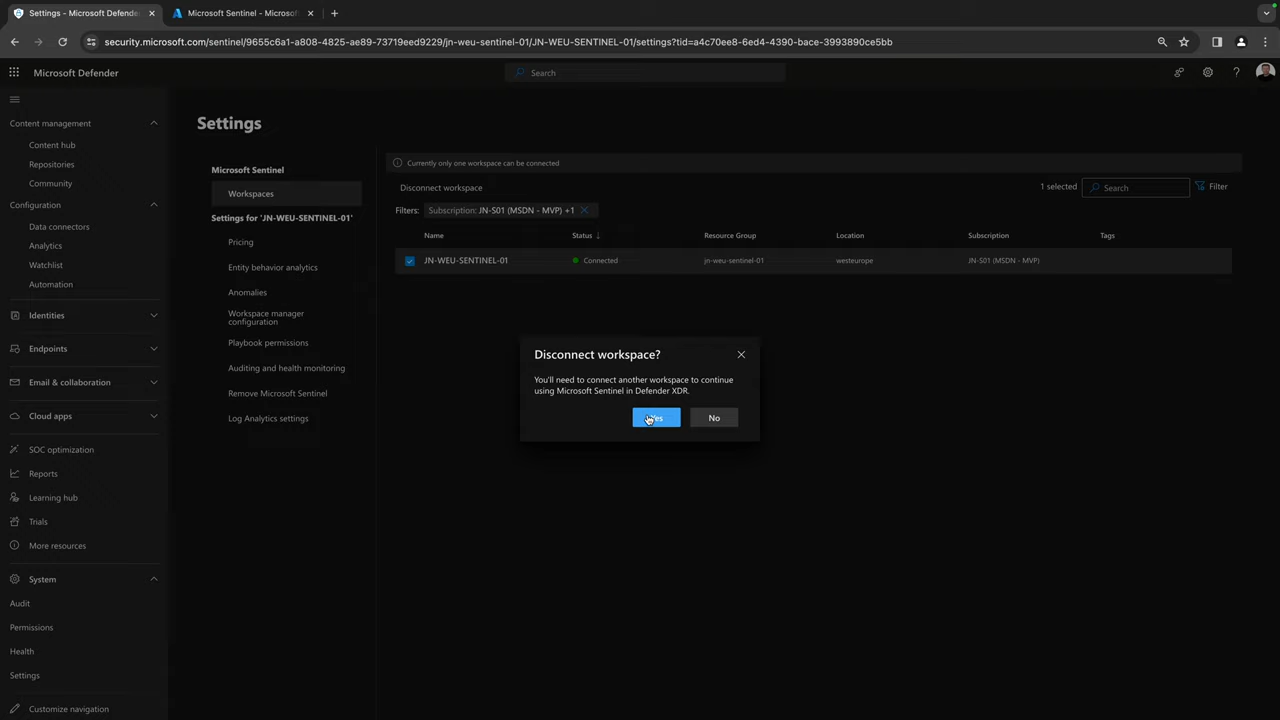 Settings - Microsoft Defender
Microsoft Sentinel - Microsof
security.microsoft.com/sentinel/9655c6a1-a808-4825-ae89-73719eed9229/jn-weu-sentinel-01/JN-WEU-SENTINEL-01/settings?tid=a4c70ee8-6ed4-4390-bace-3993890ce5bb
Microsoft Defender
Search
Content management
Content hub
Repositories
Community
Configuration
Data connectors
Analytics
Watchlist
Automation
Identities
Endpoints
Email & collaboration
Cloud apps
SOC optimization
Reports
Learning hub
Trials
More resources
System
Audit
Permissions
Health
Settings
Customize navigation
Settings
Microsoft Sentinel
Workspaces
Settings for 'JN-WEU-SENTINEL-01'
Pricing
Entity behavior analytics
Anomalies
Workspace manager
configuration
Playbook permissions
Auditing and health monitoring
Remove Microsoft Sentinel
Log Analytics settings
Currently only one workspace can be connected
Disconnect workspace
1 selected
Search
Filter
Filters: Subscription: JN-S01 (MSDN - MVP) +1
Name Status Resource Group Location Subscription Tags
JN-WEU-SENTINEL-01 Connected jn-weu-sentinel-01 westeurope JN-S01 (MSDN - MVP)
Disconnect workspace?
You'll need to connect another workspace to continue
using Microsoft Sentinel in Defender XDR.
Yes No